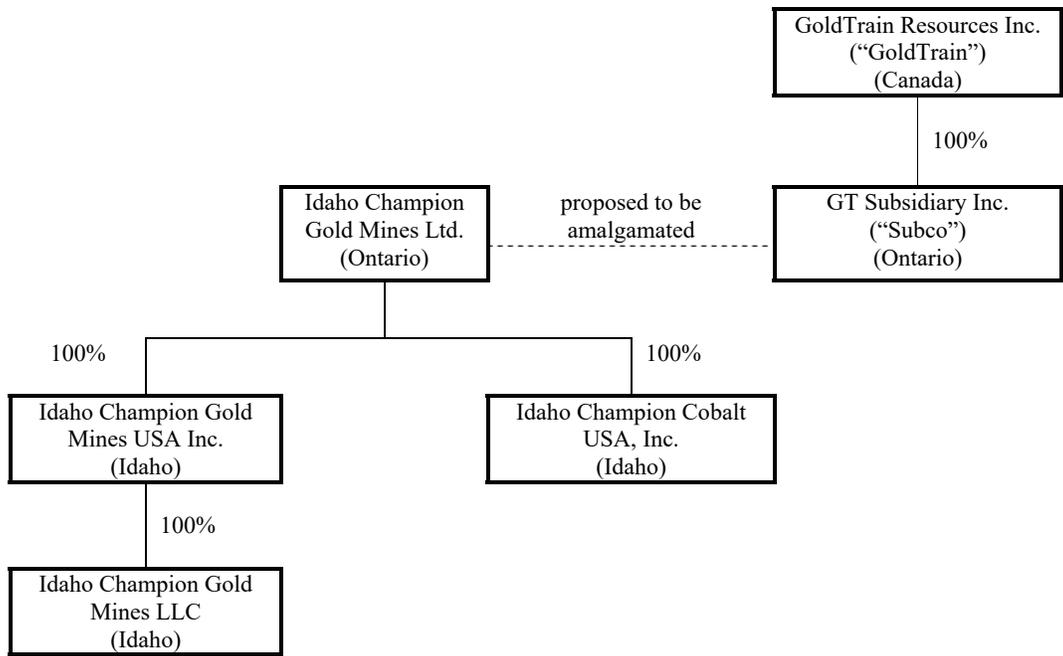 GoldTrain Resources Inc.
(“GoldTrain”)
(Canada)
100%
Idaho Champion
Gold Mines Ltd.
(Ontario)
proposed to be
amalgamated
GT Subsidiary Inc.
(“Subco”)
(Ontario)
100%
100%
Idaho Champion Gold
Mines USA Inc.
(Idaho)
Idaho Champion Cobalt
USA, Inc.
(Idaho)
100%
Idaho Champion Gold
Mines LLC
(Idaho)